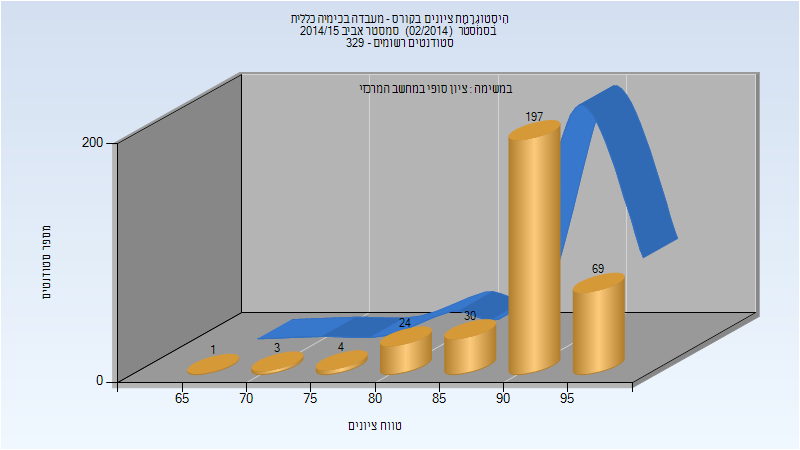 היסטוגרמת ציונים בקורס - מעבדה בכימיה כללית
בסמסטר (02/2014) סמסטר אביב 2014/15
סטודנטים רשומים - 329
במשימה : ציון סופי במחשב המרכזי
197
69
30
24
4
3
1
200
0
מספר סטודנטים
65 70 75 80 85 90 95
טווח ציונים